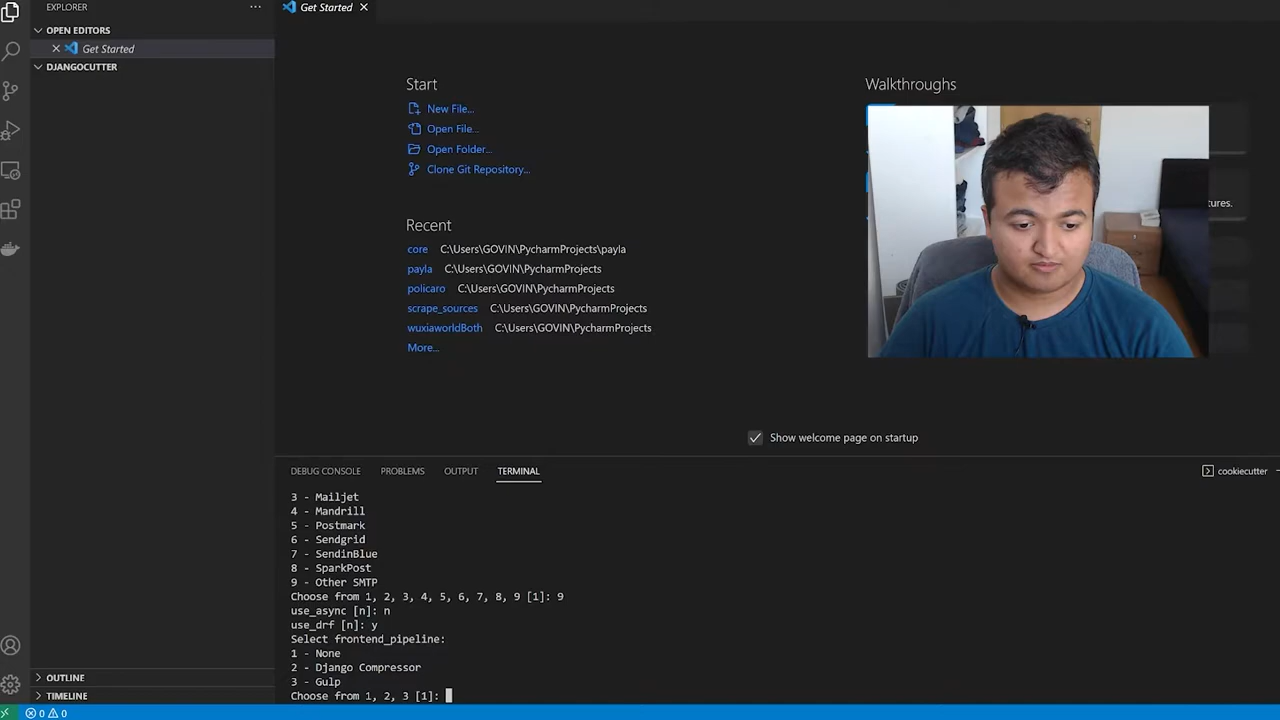 EXPLORER
OPEN EDITORS
Get Started
DJANGOCUTTER
OUTLINE
TIMELINE
Get Started
Start
New File...
Open File...
Open Folder...
Clone Git Repository...
Recent
core C:\Users\GOVIN\PycharmProjects\payla
payla C:\Users\GOVIN\PycharmProjects
policaro C:\Users\GOVIN\PycharmProjects
scrape_sources C:\Users\GOVIN\PycharmProjects
wuxiaworldBoth C:\Users\GOVIN\PycharmProjects
More...
Walkthroughs
tures.
Show welcome page on startup
DEBUG CONSOLE PROBLEMS OUTPUT TERMINAL
cookiecutter
3 - Mailjet
4 - Mandrill
5 - Postmark
6 - Sendgrid
7 - SendinBlue
8 - SparkPost
9 - Other SMTP
Choose from 1, 2, 3, 4, 5, 6, 7, 8, 9 [1]: 9
use_async [n]: n
use_drf [n]: y
Select frontend_pipeline:
1 - None
2 - Django Compressor
3 - Gulp
Choose from 1, 2, 3 [1]:
0 0